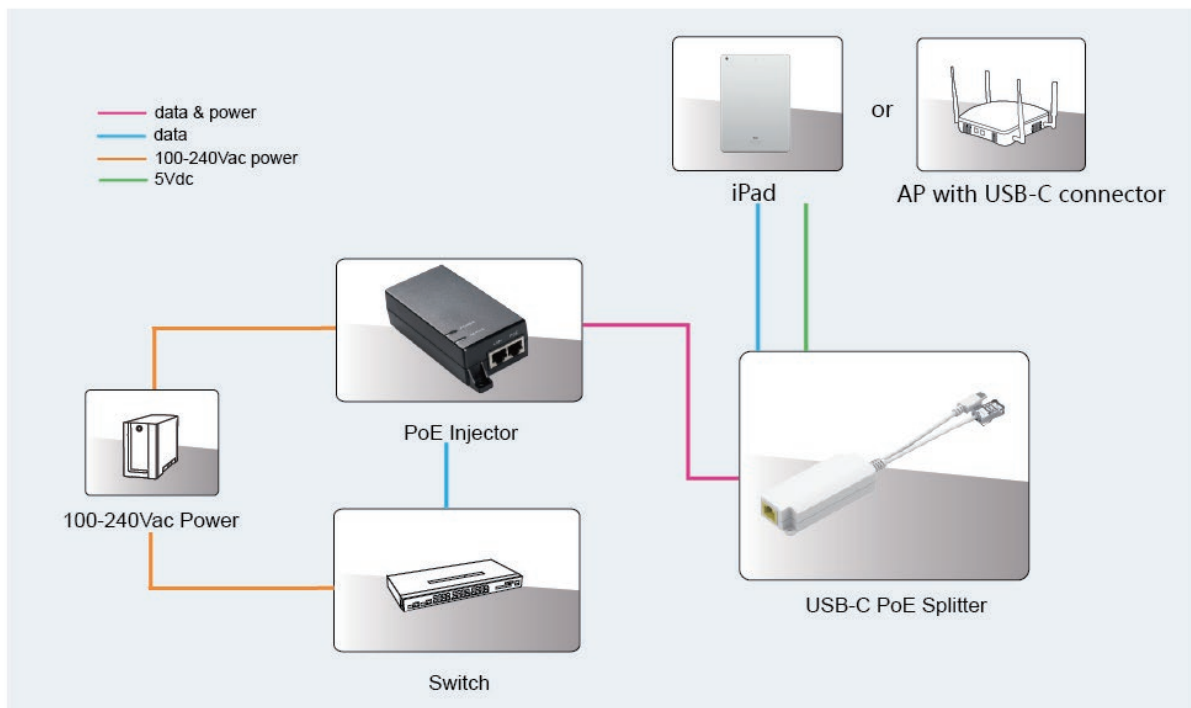 data & power
data
100-240Vac power
5Vdc
or
iPad
AP with USB-C connector
PoE Injector
100-240Vac Power
USB-C PoE Splitter
Switch